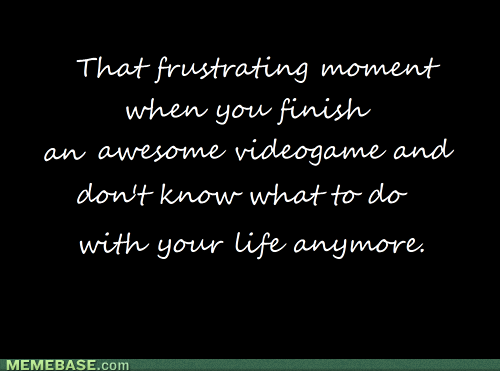 That frustrating moment
when you finish
an awesome videogame and
don't know what to do
with your life anymore.
MEMEBASE.com